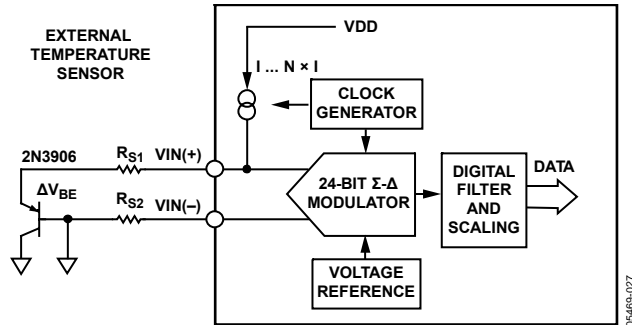 VDD
EXTERNAL
TEMPERATURE
SENSOR
I ... N × I
CLOCK
GENERATOR
2N3906
RS1
VIN(+)
ΔVBE
RS2
VIN(–)
24-BIT Σ-Δ
MODULATOR
DIGITAL
FILTER
AND
SCALING
DATA
VOLTAGE
REFERENCE
05469-027